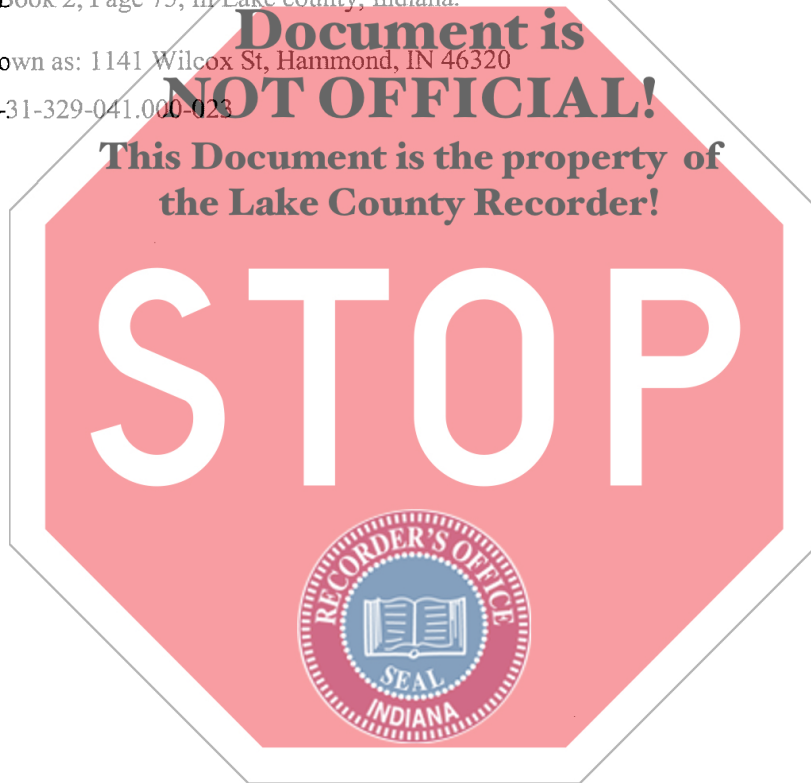 Book 2, Page 75, in Lake county, Indiana.
Document is
own as: 1141 Wilcox St, Hammond, IN 46320
NOT OFFICIAL!
-31-329-041.000-023
This Document is the property of
the Lake County Recorder!
STOP
RECORDER'S OFFICE
SEAL
INDIANA